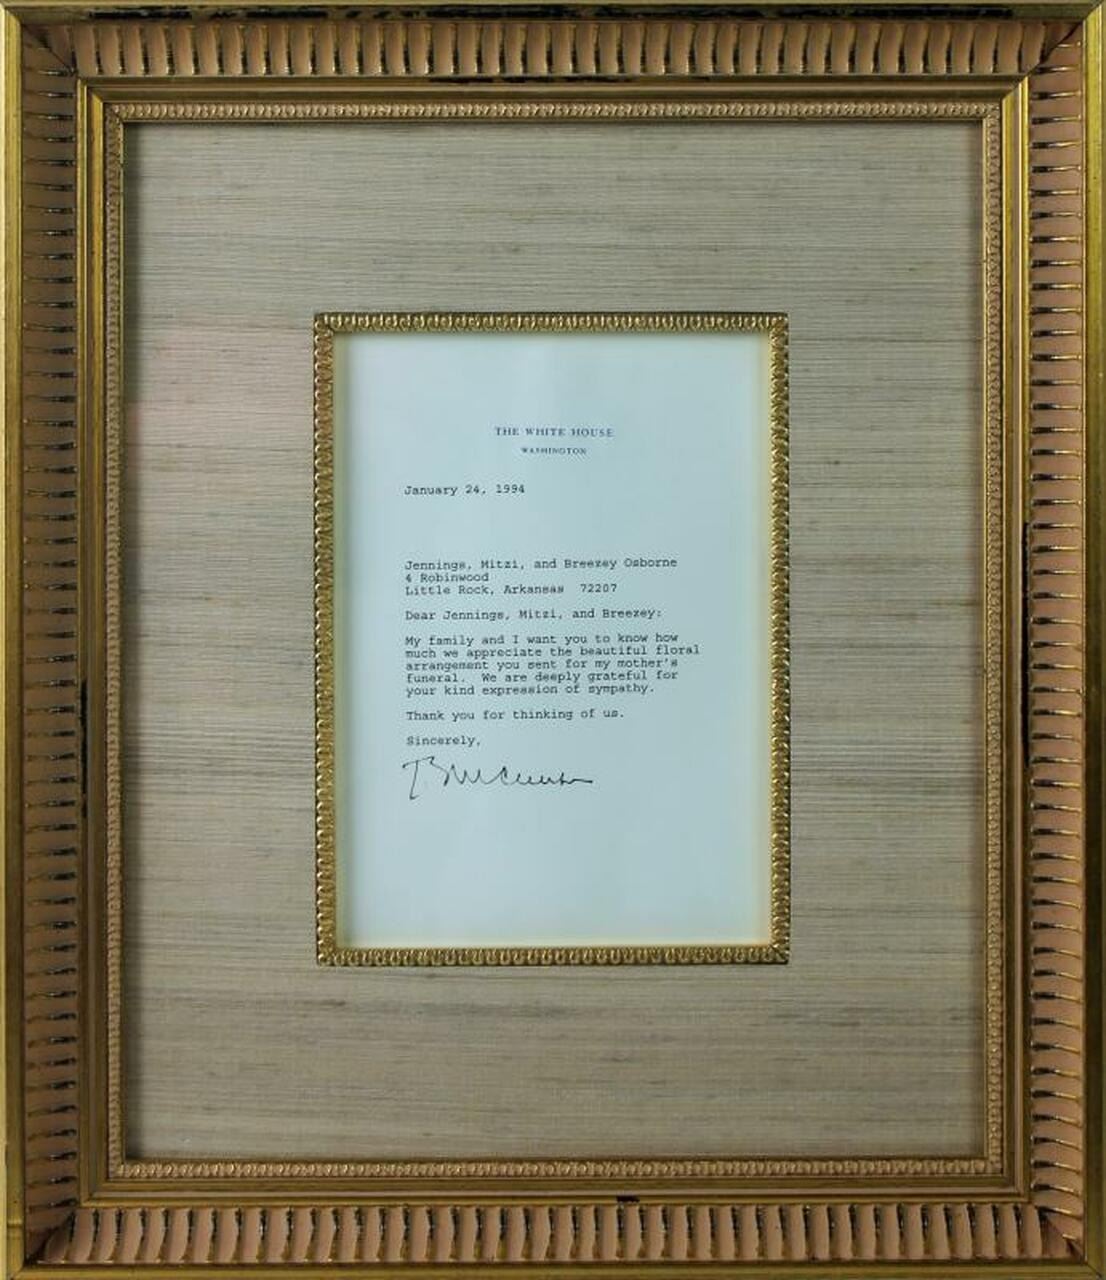 THE WHITE HOUSE
WASHINGTON
January 24, 1994
Jennings, Mitzi, and Breezey Osborne
4 Robinwood
Little Rock, Arkansas 72207
Dear Jennings, Mitzi, and Breezey:
My family and I want you to know how
much we appreciate the beautiful floral
arrangement you sent for my mother's
funeral. We are deeply grateful for
your kind expression of sympathy.
Thank you for thinking of us.
Sincerely,
Bill Clinton